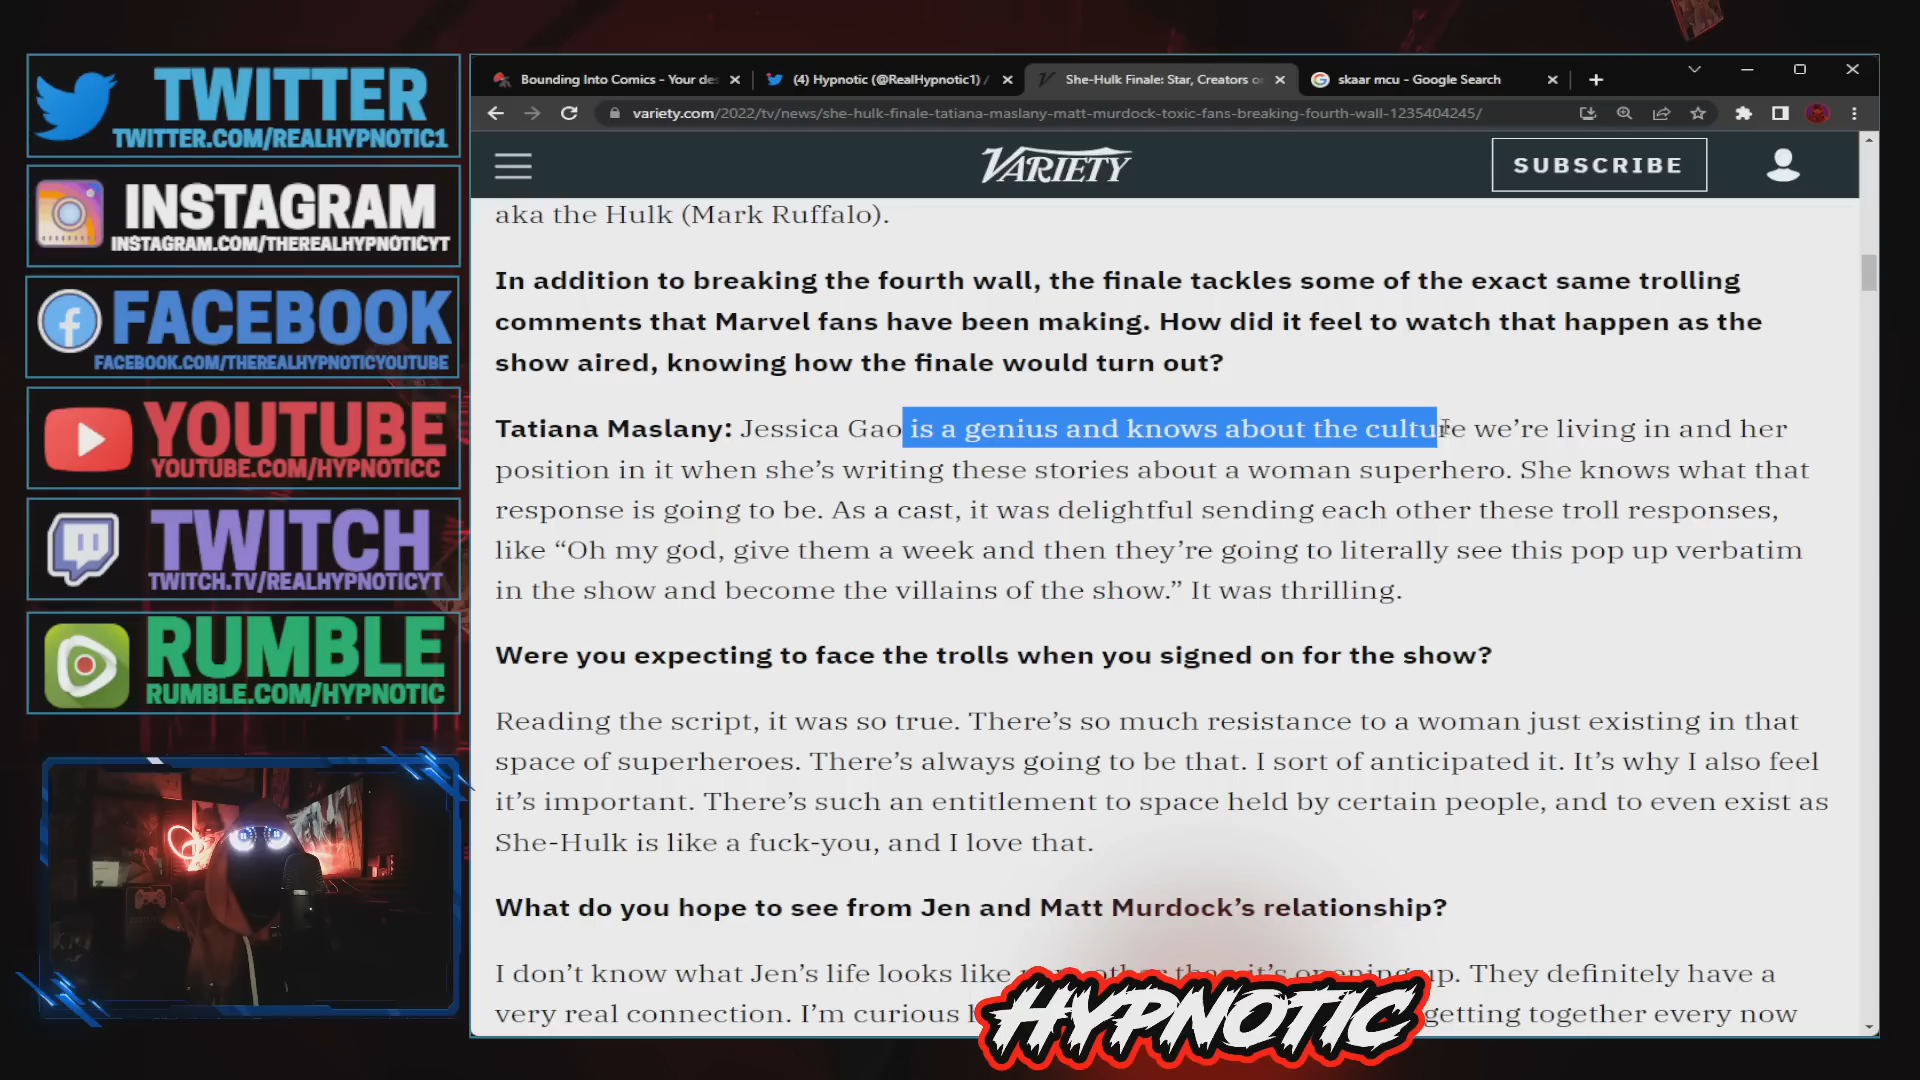 TWITTER
TWITTER.COM/REALHYPNOTIC1
INSTAGRAM
INSTAGRAM.COM/THEREALHYPNOTICYT
FACEBOOK
FACEBOOK.COM/THEREALHYPNOTICYOUTUBE
YOUTUBE
YOUTUBE.COM/HYPNOTICC
TWITCH
TWITCH.TV/REALHYPNOTICYT
RUMBLE
RUMBLE.COM/HYPNOTIC
Bounding Into Comics - Your des
(4) Hypnotic (@RealHypnotic1) /
She-Hulk Finale: Star, Creators o
skaar mcu - Google Search
variety.com/2022/tv/news/she-hulk-finale-tatiana-maslany-matt-murdock-toxic-fans-breaking-fourth-wall-1235404245/
VARIETY
SUBSCRIBE
aka the Hulk (Mark Ruffalo).
In addition to breaking the fourth wall, the finale tackles some of the exact same trolling
comments that Marvel fans have been making. How did it feel to watch that happen as the
show aired, knowing how the finale would turn out?
Tatiana Maslany: Jessica Gao is a genius and knows about the culture we’re living in and her
position in it when she’s writing these stories about a woman superhero. She knows what that
response is going to be. As a cast, it was delightful sending each other these troll responses,
like “Oh my god, give them a week and then they’re going to literally see this pop up verbatim
in the show and become the villains of the show.” It was thrilling.
Were you expecting to face the trolls when you signed on for the show?
Reading the script, it was so true. There’s so much resistance to a woman just existing in that
space of superheroes. There’s always going to be that. I sort of anticipated it. It’s why I also feel
it’s important. There’s such an entitlement to space held by certain people, and to even exist as
She-Hulk is like a fuck-you, and I love that.
What do you hope to see from Jen and Matt Murdock’s relationship?
I don’t know what Jen’s life looks like it’s opening up. They definitely have a
very real connection. I’m curious getting together every now
HYPNOTIC